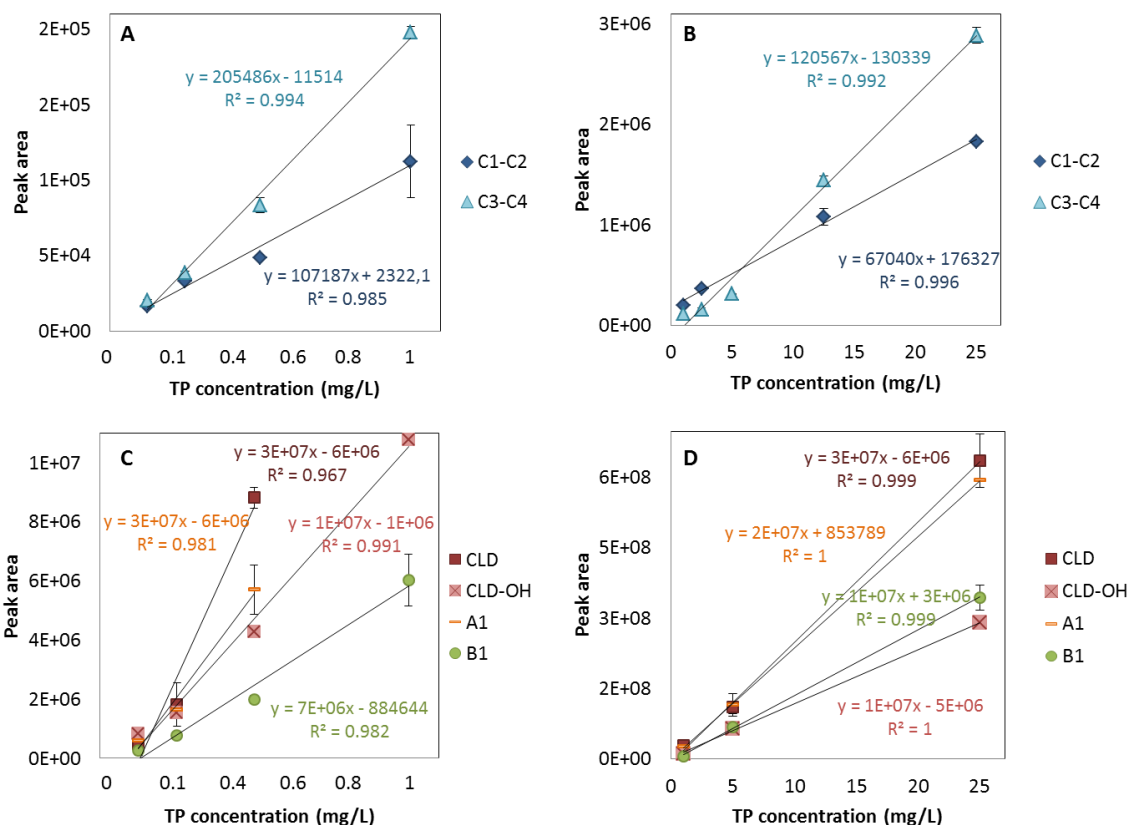 A
2E+05
2E+05
1E+05
5E+04
0E+00
Peak area
y = 205486x - 11514
R² = 0.994
y = 107187x + 2322,1
R² = 0.985
0 0.1 0.4 0.6 0.8 1
TP concentration (mg/L)
C1-C2
C3-C4
B
3E+06
2E+06
1E+06
0E+00
Peak area
y = 120567x - 130339
R² = 0.992
y = 67040x + 176327
R² = 0.996
0 5 10 15 20 25
TP concentration (mg/L)
C1-C2
C3-C4
C
1E+07
8E+06
6E+06
4E+06
2E+06
0E+00
Peak area
y = 3E+07x - 6E+06
R² = 0.967
y = 3E+07x - 6E+06
R² = 0.981
y = 1E+07x - 1E+06
R² = 0.991
y = 7E+06x - 884644
R² = 0.982
0 0.1 0.4 0.6 0.8 1
TP concentration (mg/L)
CLD
CLD-OH
A1
B1
D
6E+08
5E+08
3E+08
2E+08
0E+00
Peak area
y = 3E+07x - 6E+06
R² = 0.999
y = 2E+07x + 853789
R² = 1
y = 1E+07x + 3E+06
R² = 0.999
y = 1E+07x - 5E+06
R² = 1
0 5 10 15 20 25
TP concentration (mg/L)
CLD
CLD-OH
A1
B1